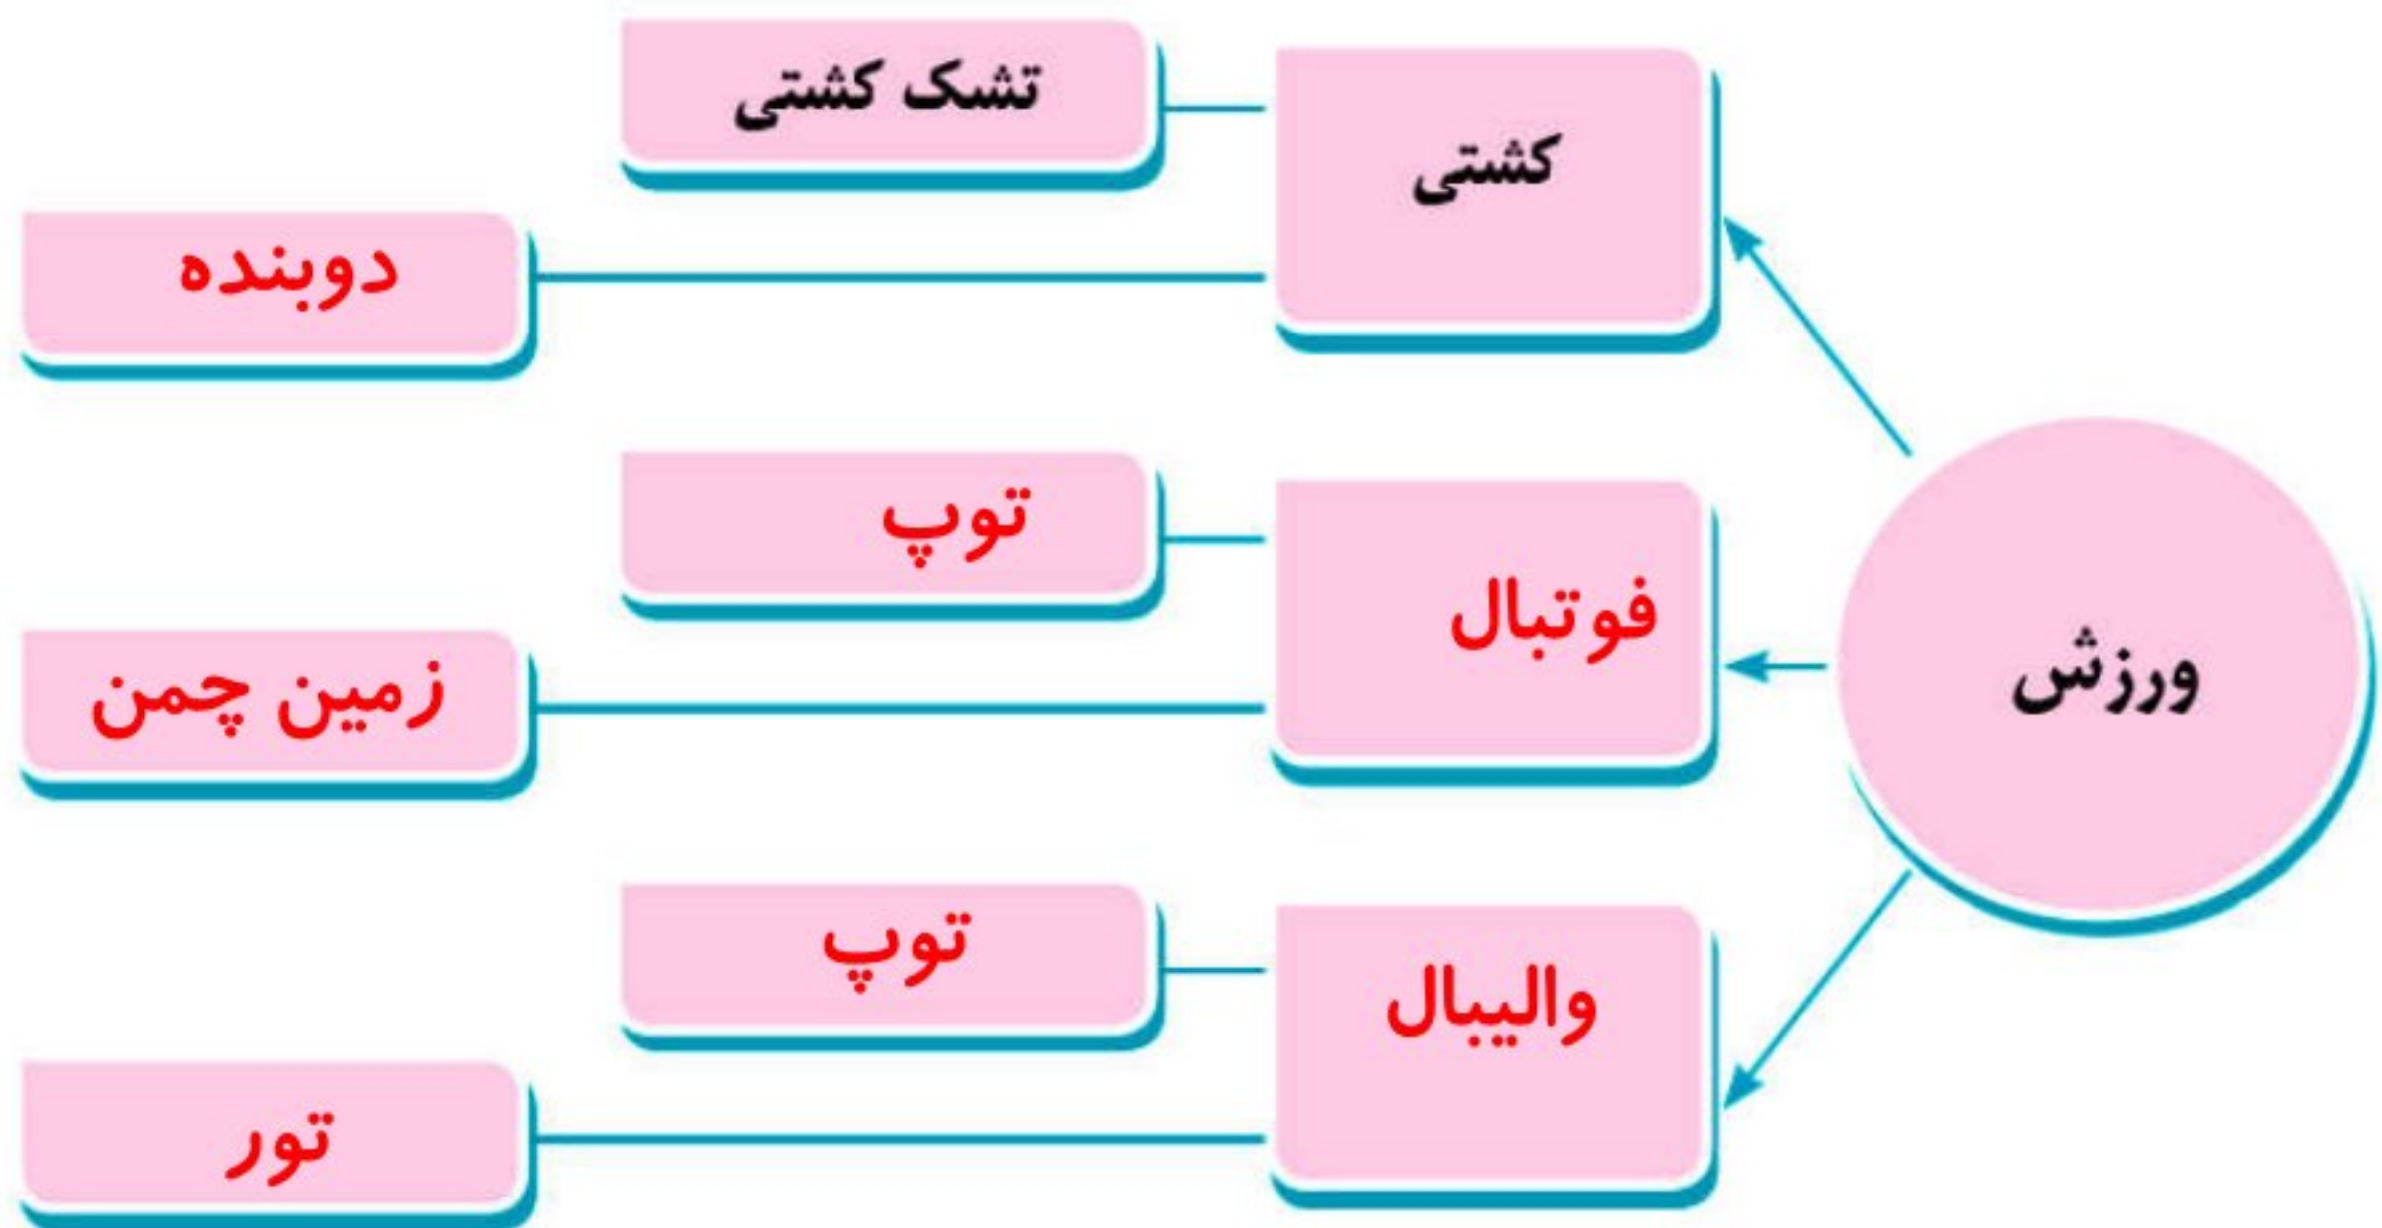 ورزش
کشتی
تشک کشتی
دوبنده
فوتبال
توپ
زمین چمن
والیبال
توپ
تور